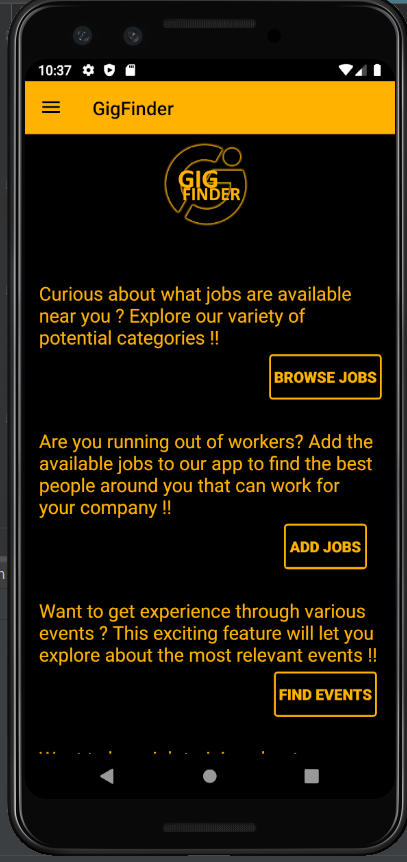 10:37
GigFinder
GIG
FINDER
Curious about what jobs are available
near you ? Explore our variety of
potential categories !!
BROWSE JOBS
Are you running out of workers? Add the
available jobs to our app to find the best
people around you that can work for
your company !!
ADD JOBS
Want to get experience through various
events ? This exciting feature will let you
explore about the most relevant events !!
FIND EVENTS